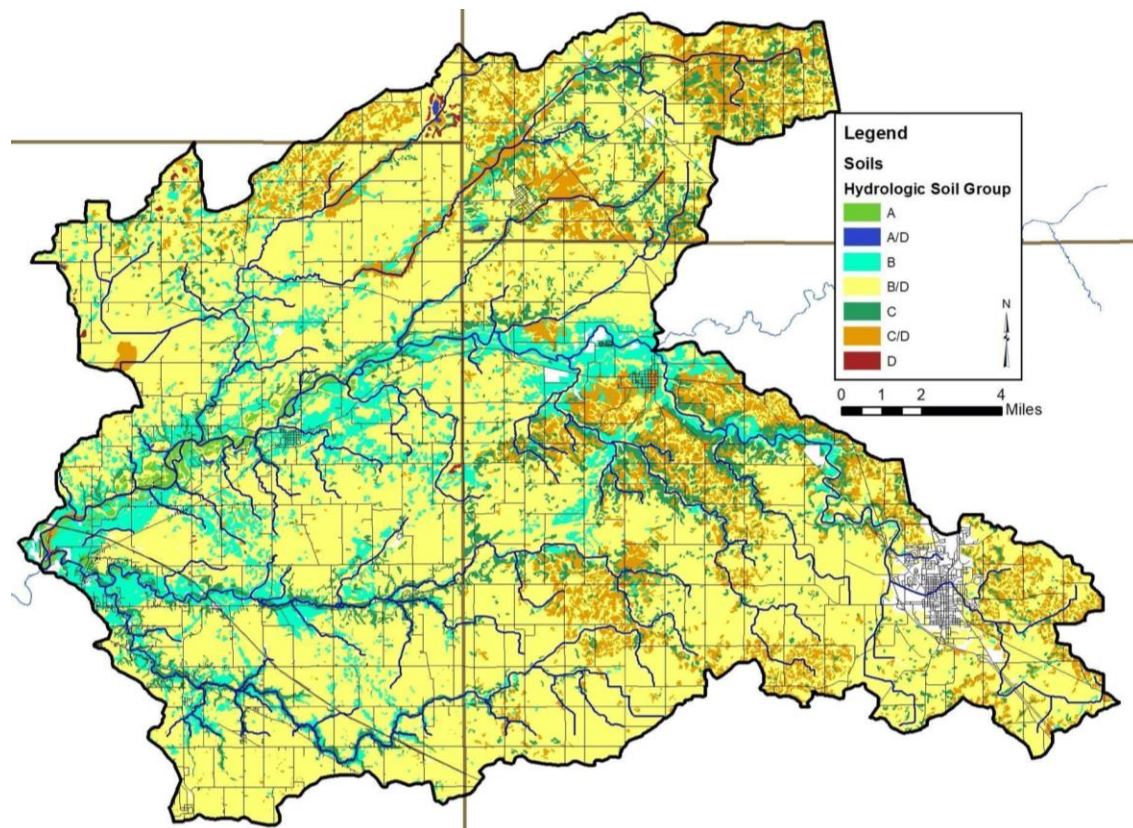 Legend
Soils
Hydrologic Soil Group
A
A/D
B
B/D
C
C/D
D
N
0 1 2 4
Miles